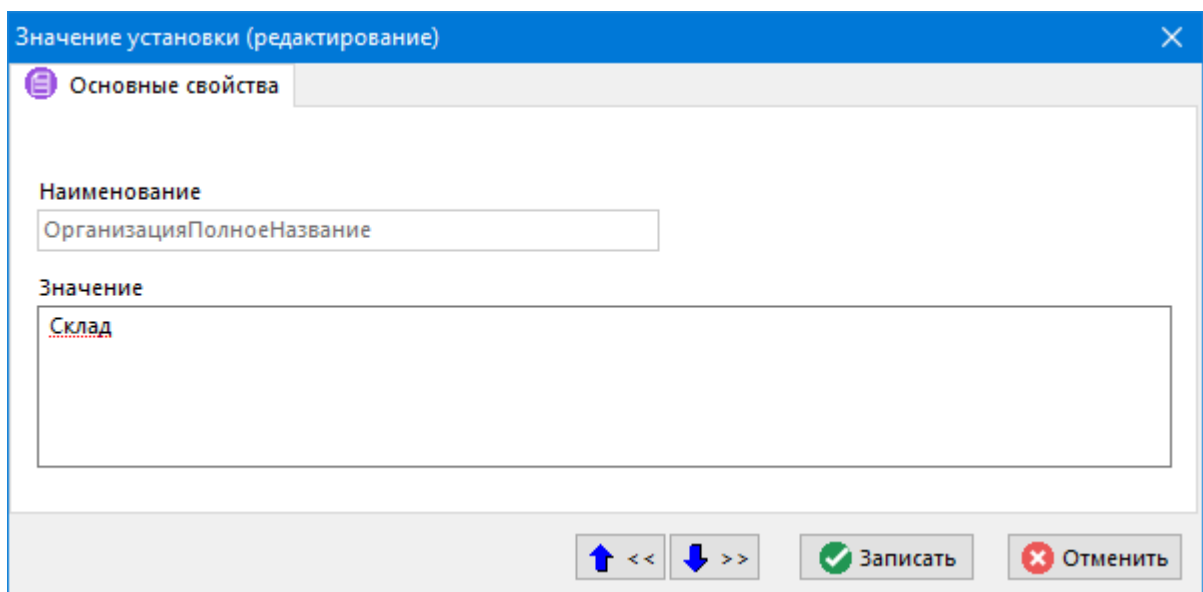 Значение установки (редактирование)
Основные свойства
Наименование
ОрганизацияПолноеНазвание
Значение
Склад
<< >> Записать Отменить